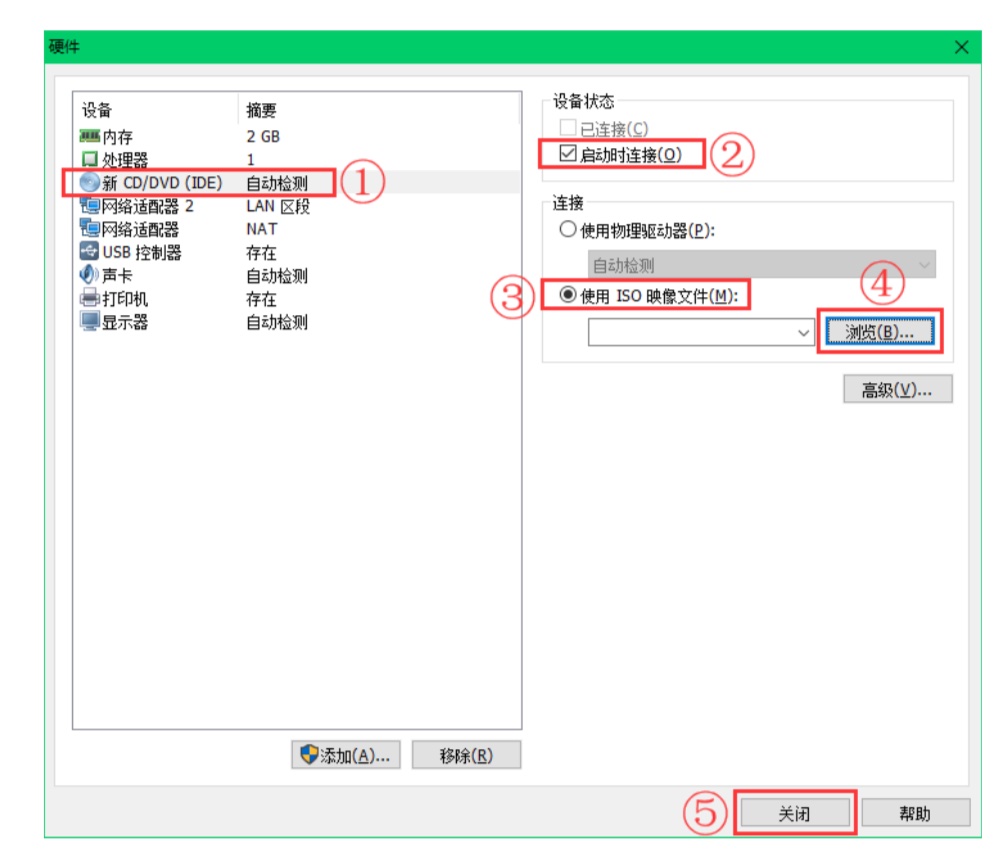 硬件
设备 摘要
内存 2 GB
处理器 1
新 CD/DVD (IDE) 自动检测
①
网络适配器 2 LAN 区段
网络适配器 NAT
USB 控制器 存在
声卡 自动检测
打印机 存在
显示器 自动检测
添加(A)... 移除(R)
设备状态
已连接(C)
启动时连接(O)
②
连接
使用物理驱动器(P):
自动检测
③
使用 ISO 映像文件(M):
④
浏览(B)...
高级(V)...
⑤
关闭 帮助